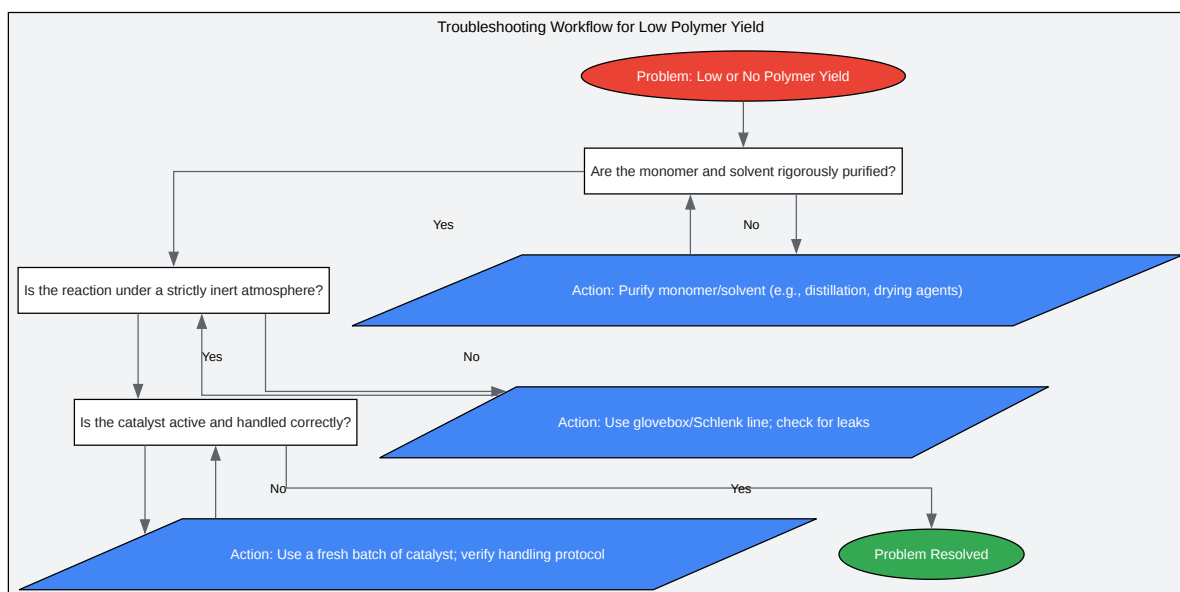 Troubleshooting Workflow for Low Polymer Yield
Problem: Low or No Polymer Yield
Are the monomer and solvent rigorously purified?
Yes
No
Action: Purify monomer/solvent (e.g., distillation, drying agents)
Is the reaction under a strictly inert atmosphere?
Yes
No
Action: Use glovebox/Schlenk line; check for leaks
Is the catalyst active and handled correctly?
No
Yes
Action: Use a fresh batch of catalyst; verify handling protocol
Problem Resolved